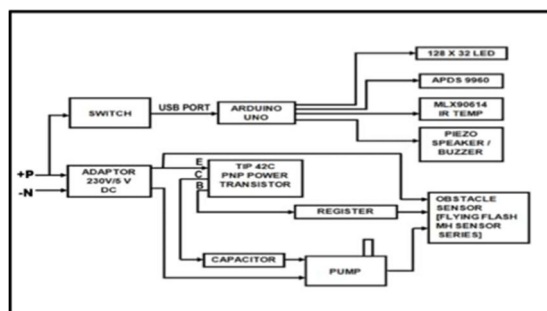 128 X 32 LED
APDS 9960
MLX90614
IR TEMP
PIEZO
SPEAKER /
BUZZER
SWITCH
USB PORT
ARDUINO
UNO
+P
-N
ADAPTOR
230V/5 V
DC
E
C
B
TIP 42C
PNP POWER
TRANSISTOR
REGISTER
OBSTACLE
SENSOR
[FLYING FLASH
MH SENSOR
SERIES]
CAPACITOR
PUMP